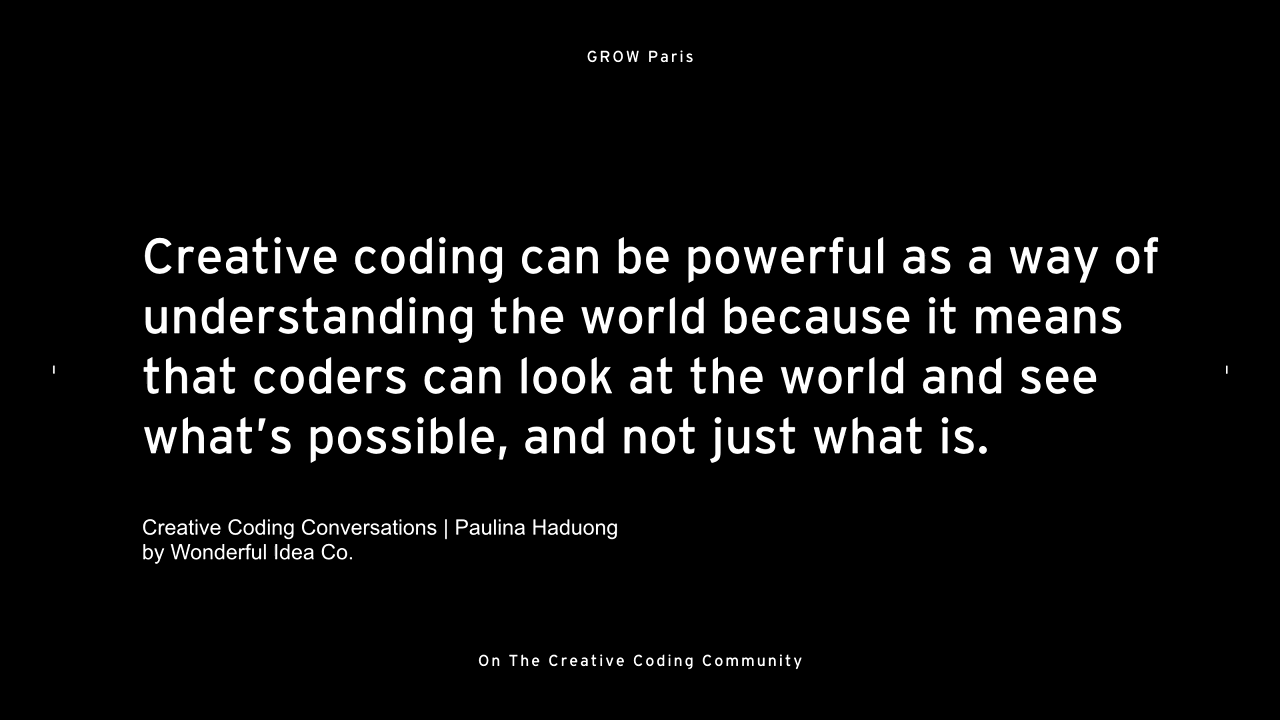 GROW Paris
Creative coding can be powerful as a way of
understanding the world because it means
that coders can look at the world and see
what’s possible, and not just what is.
Creative Coding Conversations | Paulina Haduong
by Wonderful Idea Co.
On The Creative Coding Community